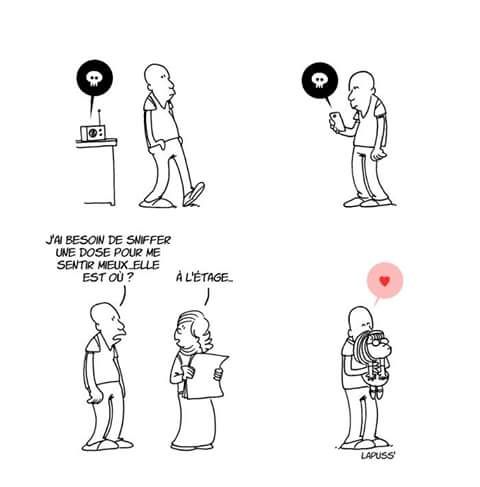 J'AI BESOIN DE SNIFFER
UNE DOSE POUR ME
SENTIR MIEUX...ELLE
EST OÙ ?
À L'ÉTAGE...
LAPUSS'